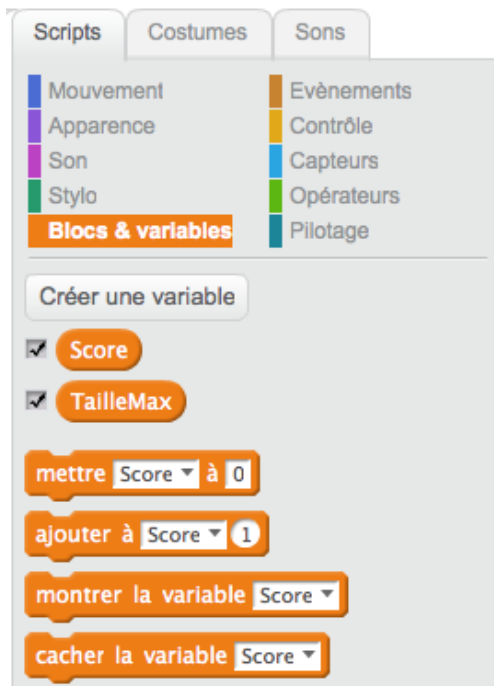 Scripts Costumes Sons
Mouvement Evènements
Apparence Contrôle
Son Capteurs
Stylo Opérateurs
Blocs & variables Pilotage
Créer une variable
Score
TailleMax
mettre Score à 0
ajouter à Score 1
montrer la variable Score
cacher la variable Score